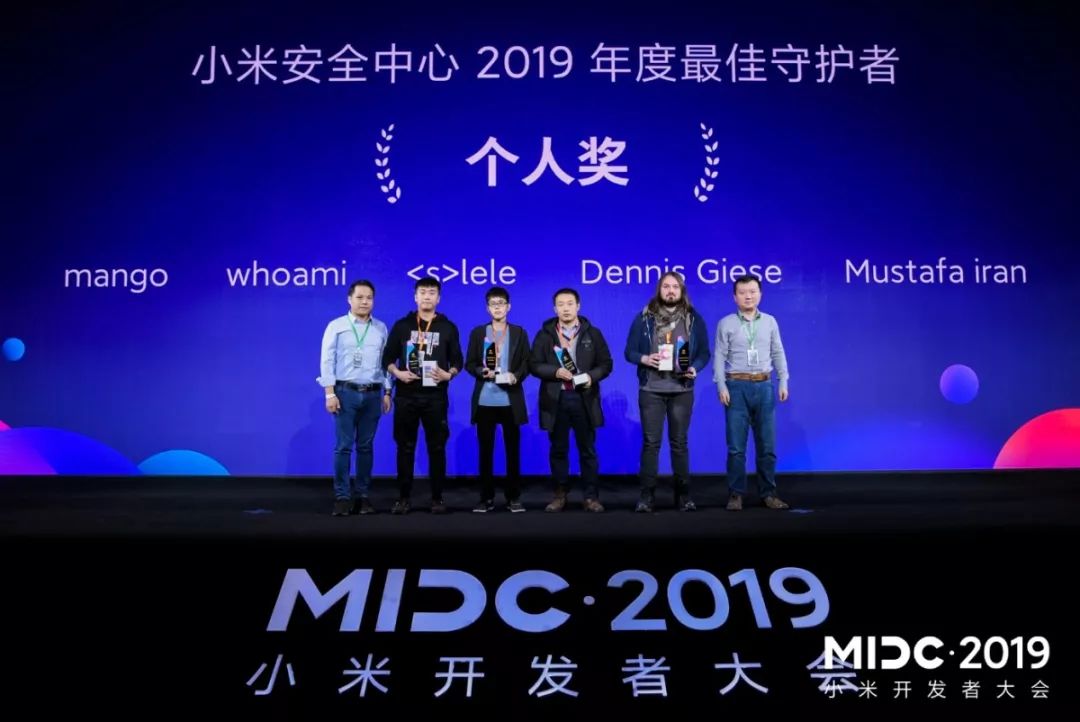 小米安全中心 2019 年度最佳守护者
个人奖
mango whoami <s>lele Dennis Giese Mustafa iran
MIDC·2019
小米开发者大会
MIDC·2019
小米开发者大会